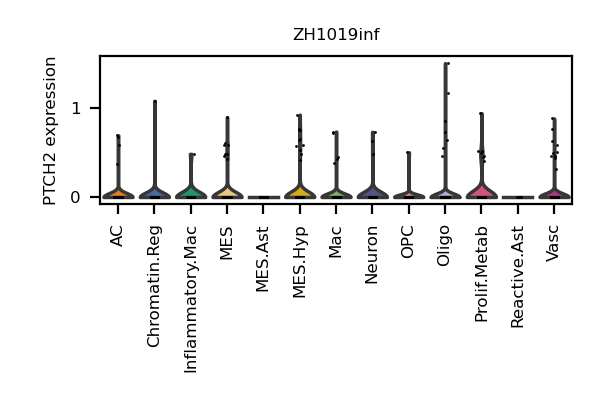 ZH1019inf
PTCH2 expression
1
0
AC
Chromatin.Reg
Inflammatory.Mac
MES
MES.Ast
MES.Hyp
Mac
Neuron
OPC
Oligo
Prolif.Metab
Reactive.Ast
Vasc